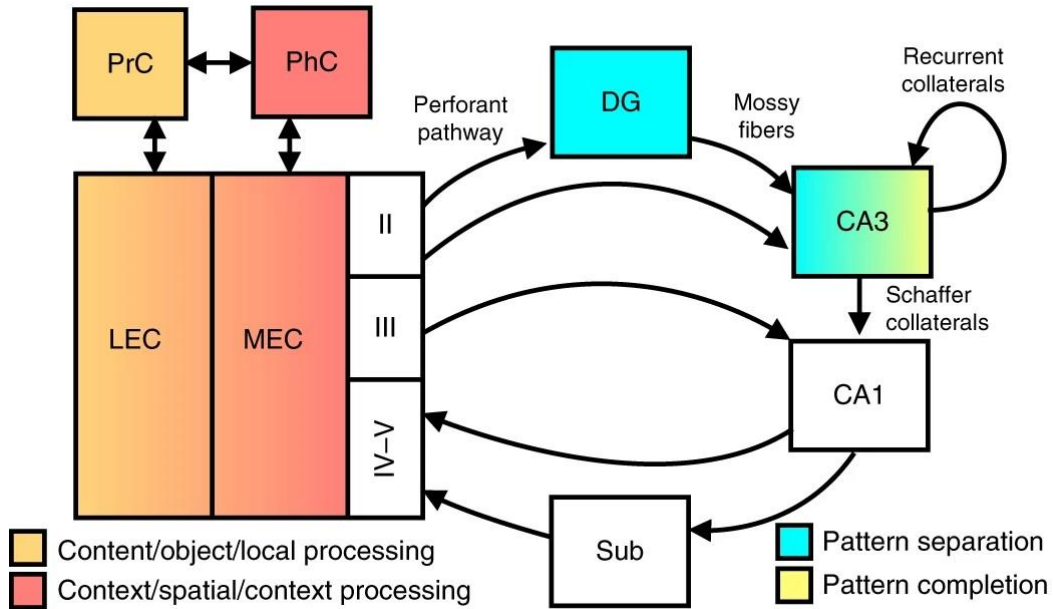 PrC
PhC
Perforant
pathway
DG
Mossy
fibers
Recurrent
collaterals
II
CA3
LEC
MEC
III
Schaffer
collaterals
CA1
IV–V
Sub
Content/object/local processing
Context/spatial/context processing
Pattern separation
Pattern completion